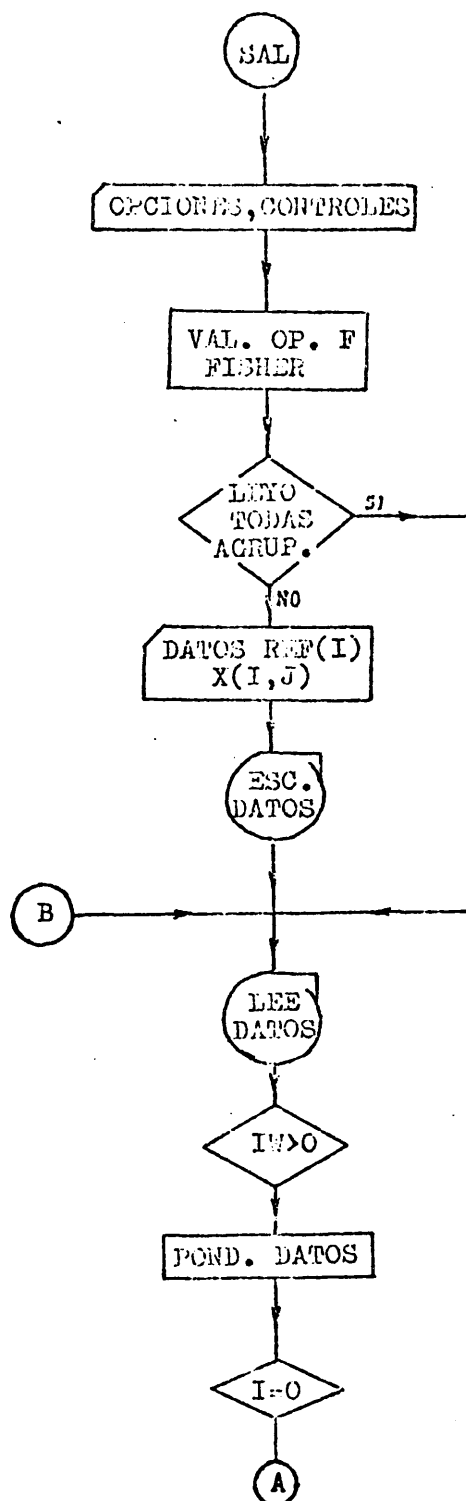 SAL
OPCIONES,CONTROLES
VAL. OP. F
FISHER
LEYO
TODAS
AGRUP.
SI
NO
DATOS REF(I)
X(I,J)
ESC.
DATOS
B
LEE
DATOS
IW>0
POND. DATOS
I=0
A